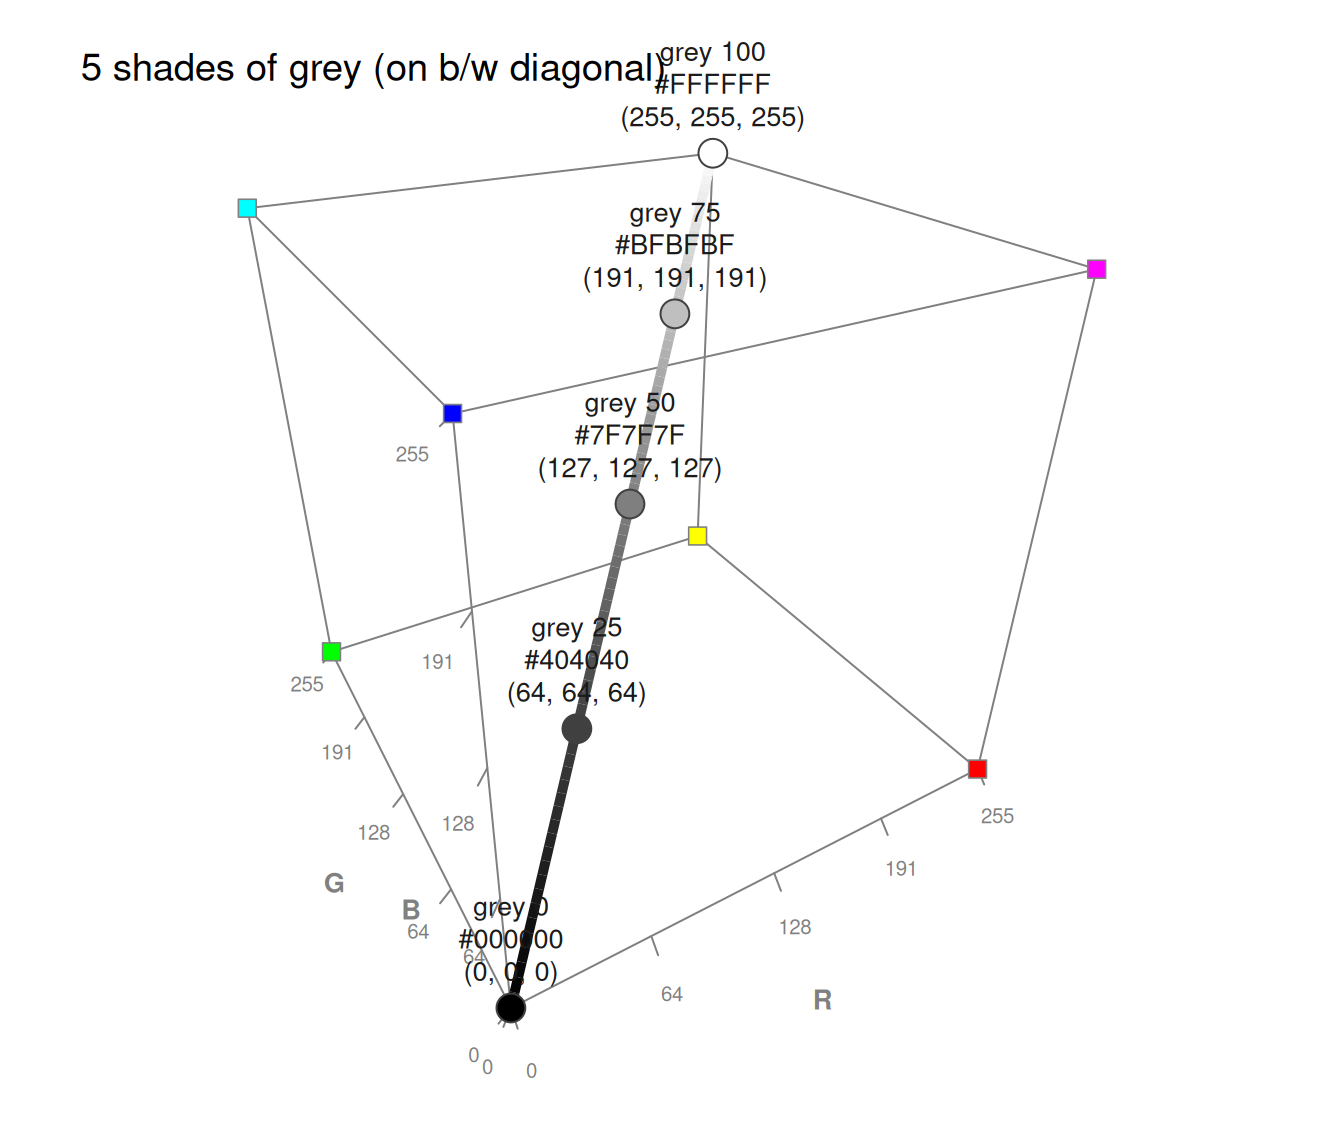 5 shades of grey (on b/w diagonal)
grey 100
#FFFFFF
(255, 255, 255)
grey 75
#BFBFBF
(191, 191, 191)
grey 50
#7F7F7F
(127, 127, 127)
255
grey 25
#404040
(64, 64, 64)
191
255
191
128
128
255
191
128
64
R
G
B
64
64
grey 0
#000000
(0, 0, 0)
0
0
0